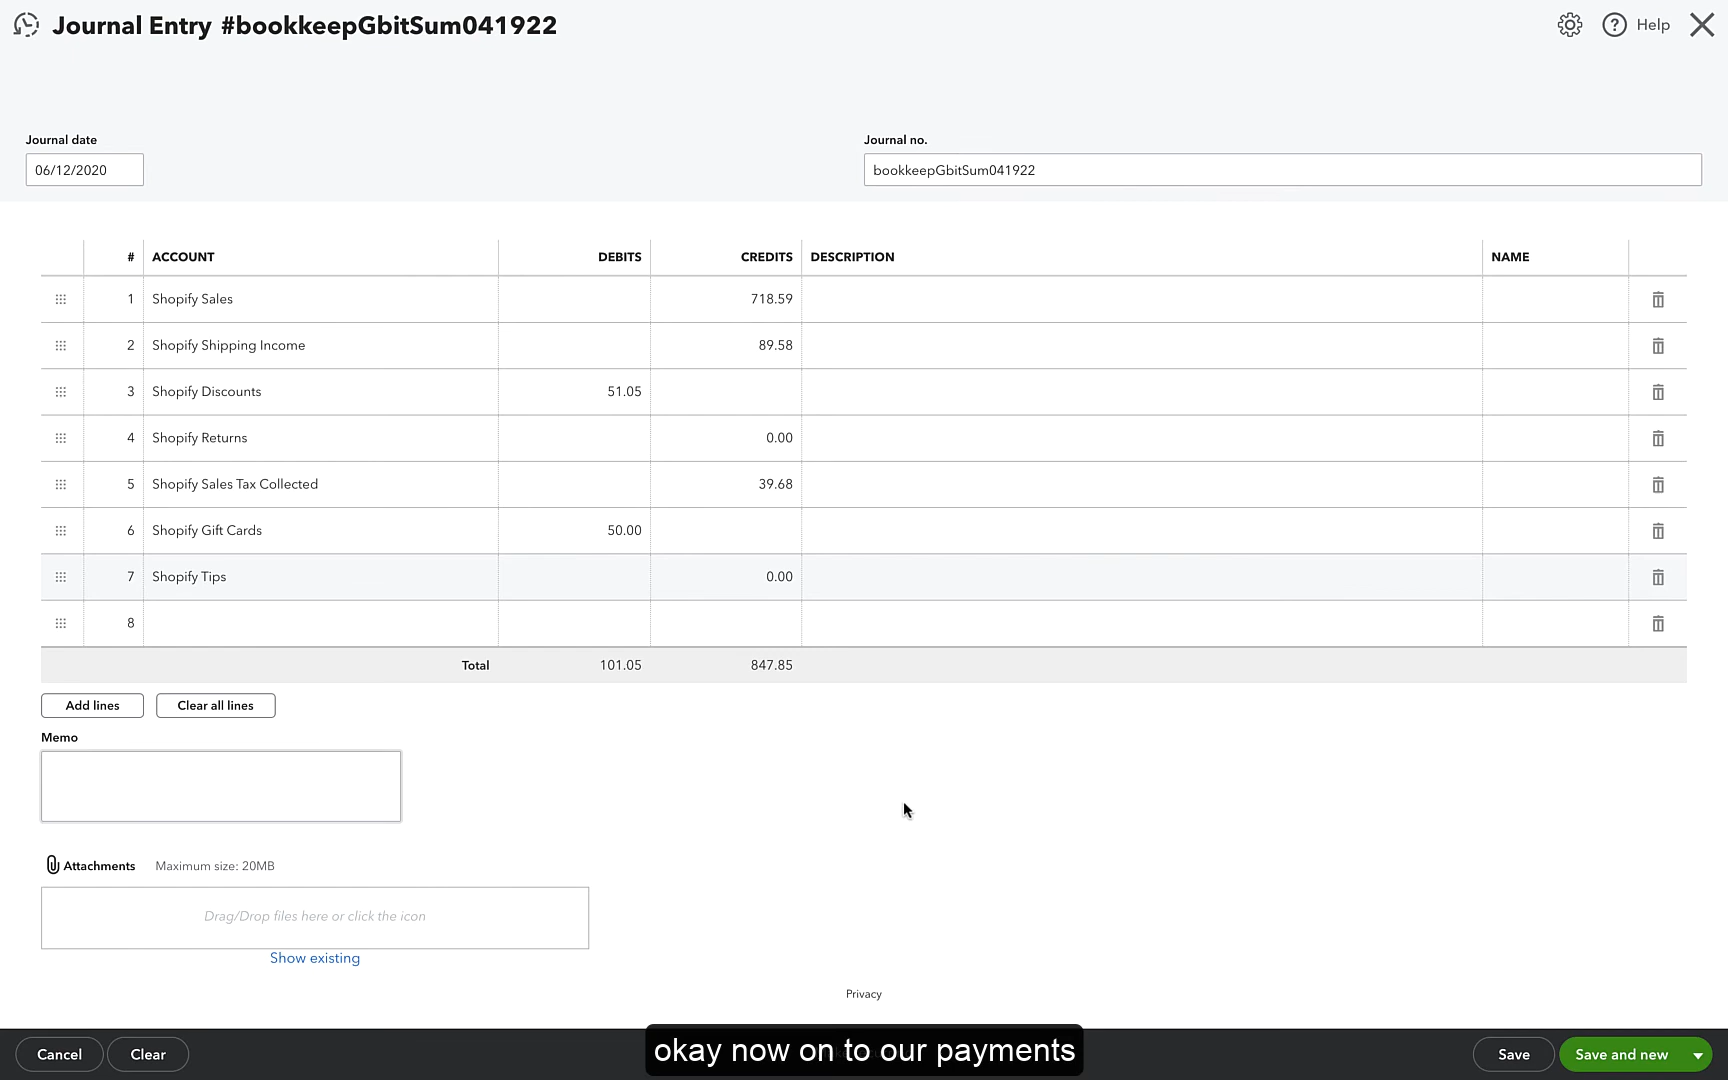 Journal Entry #bookkeepGbitSum041922
Help
Journal date
Journal no.
06/12/2020
bookkeepGbitSum041922
# ACCOUNT DEBITS CREDITS DESCRIPTION NAME
1 Shopify Sales 718.59
2 Shopify Shipping Income 89.58
3 Shopify Discounts 51.05
4 Shopify Returns 0.00
5 Shopify Sales Tax Collected 39.68
6 Shopify Gift Cards 50.00
7 Shopify Tips 0.00
8
Total 101.05 847.85
Add lines Clear all lines
Memo
Attachments Maximum size: 20MB
Drag/Drop files here or click the icon
Show existing
Privacy
Cancel Clear okay now on to our payments Save Save and new